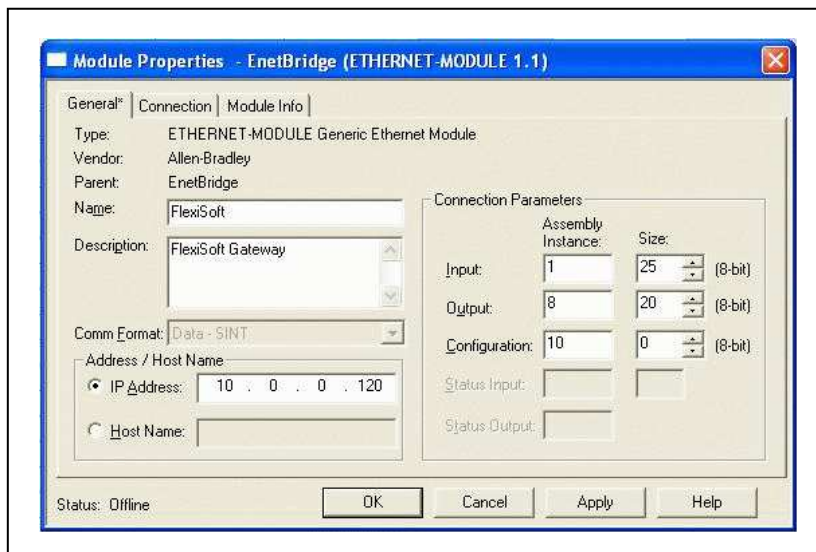 Module Properties - EnetBridge (ETHERNET-MODULE 1.1)
General* Connection Module Info
Type: ETHERNET-MODULE Generic Ethernet Module
Vendor: Allen-Bradley
Parent: EnetBridge
Name: FlexiSoft
Description: FlexiSoft Gateway
Comm Format: Data - SINT
Address / Host Name
IP Address: 10 . 0 . 0 . 120
Host Name:
Connection Parameters
Assembly Instance: Size:
Input: 1 25 (8-bit)
Output: 8 20 (8-bit)
Configuration: 10 0 (8-bit)
Status Input:
Status Output:
Status: Offline
OK Cancel Apply Help